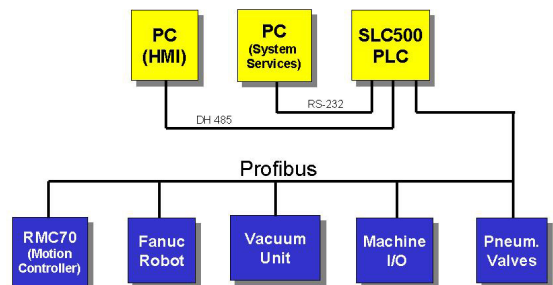 PC
(HMI)
PC
(System
Services)
SLC500
PLC
RS-232
DH 485
Profibus
RMC70
(Motion
Controller)
Fanuc
Robot
Vacuum
Unit
Machine
I/O
Pneum.
Valves